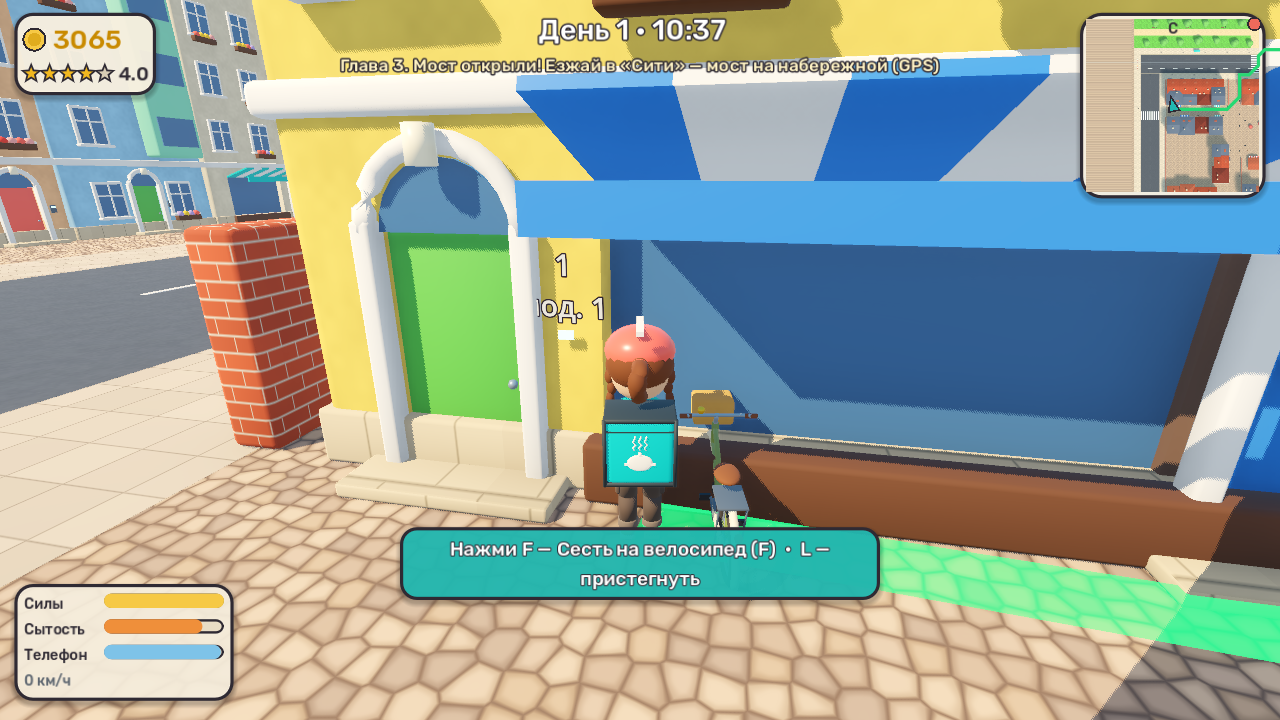 3065
4.0
День 1 • 10:37
Глава 3. Мост открыли! Езжай в «Сити» — мост на набережной (GPS)
С
1
од. 1
Нажми F — Сесть на велосипед (F) • L —
пристегнуть
Силы
Сытость
Телефон
0 км/ч